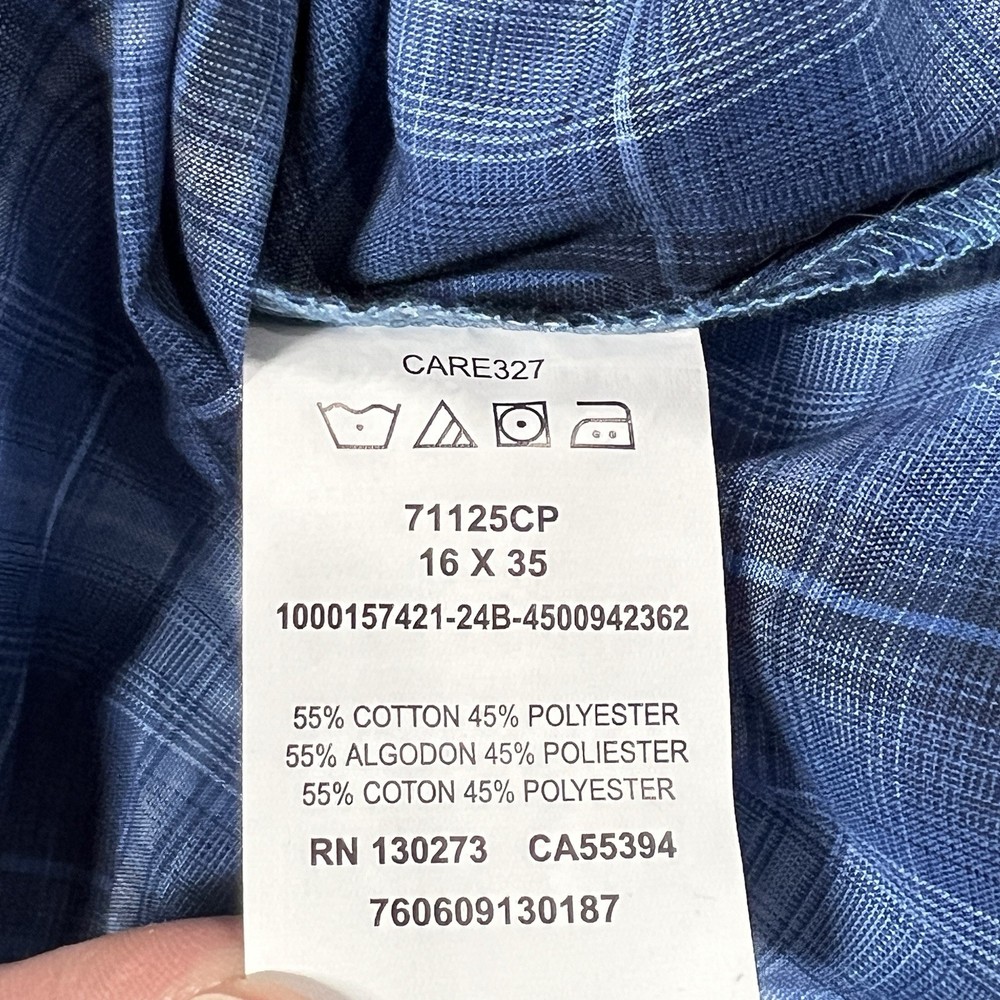 CARE327
71125CP
16 X 35
1000157421-24B-4500942362
55% COTTON 45% POLYESTER
55% ALGODON 45% POLIESTER
55% COTON 45% POLYESTER
RN 130273 CA55394
760609130187